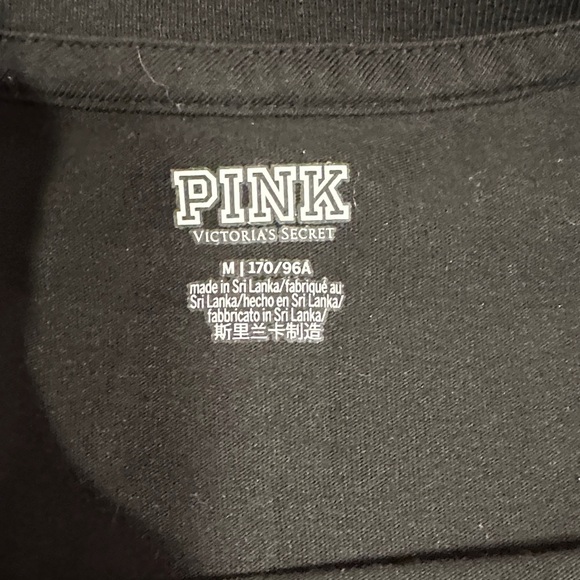 PINK
VICTORIA'S SECRET
M | 170/96A
made in Sri Lanka/fabriqué au
Sri Lanka/hecho en Sri Lanka/
fabbricato in Sri Lanka/
斯里兰卡制造